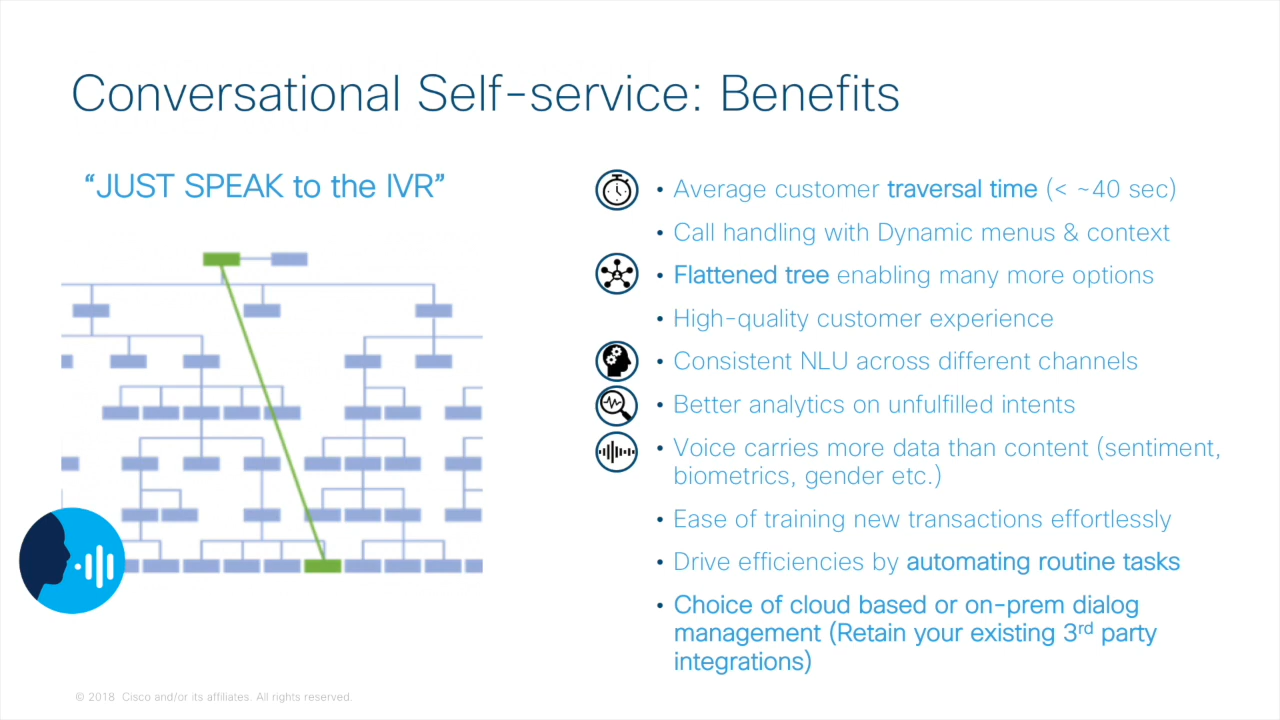 Conversational Self-service: Benefits
“JUST SPEAK to the IVR”
• Average customer traversal time (< ~40 sec)
• Call handling with Dynamic menus & context
• Flattened tree enabling many more options
• High-quality customer experience
• Consistent NLU across different channels
• Better analytics on unfulfilled intents
• Voice carries more data than content (sentiment,
biometrics, gender etc.)
• Ease of training new transactions effortlessly
• Drive efficiencies by automating routine tasks
• Choice of cloud based or on-prem dialog
management (Retain your existing 3rd party
integrations)
© 2018 Cisco and/or its affiliates. All rights reserved.